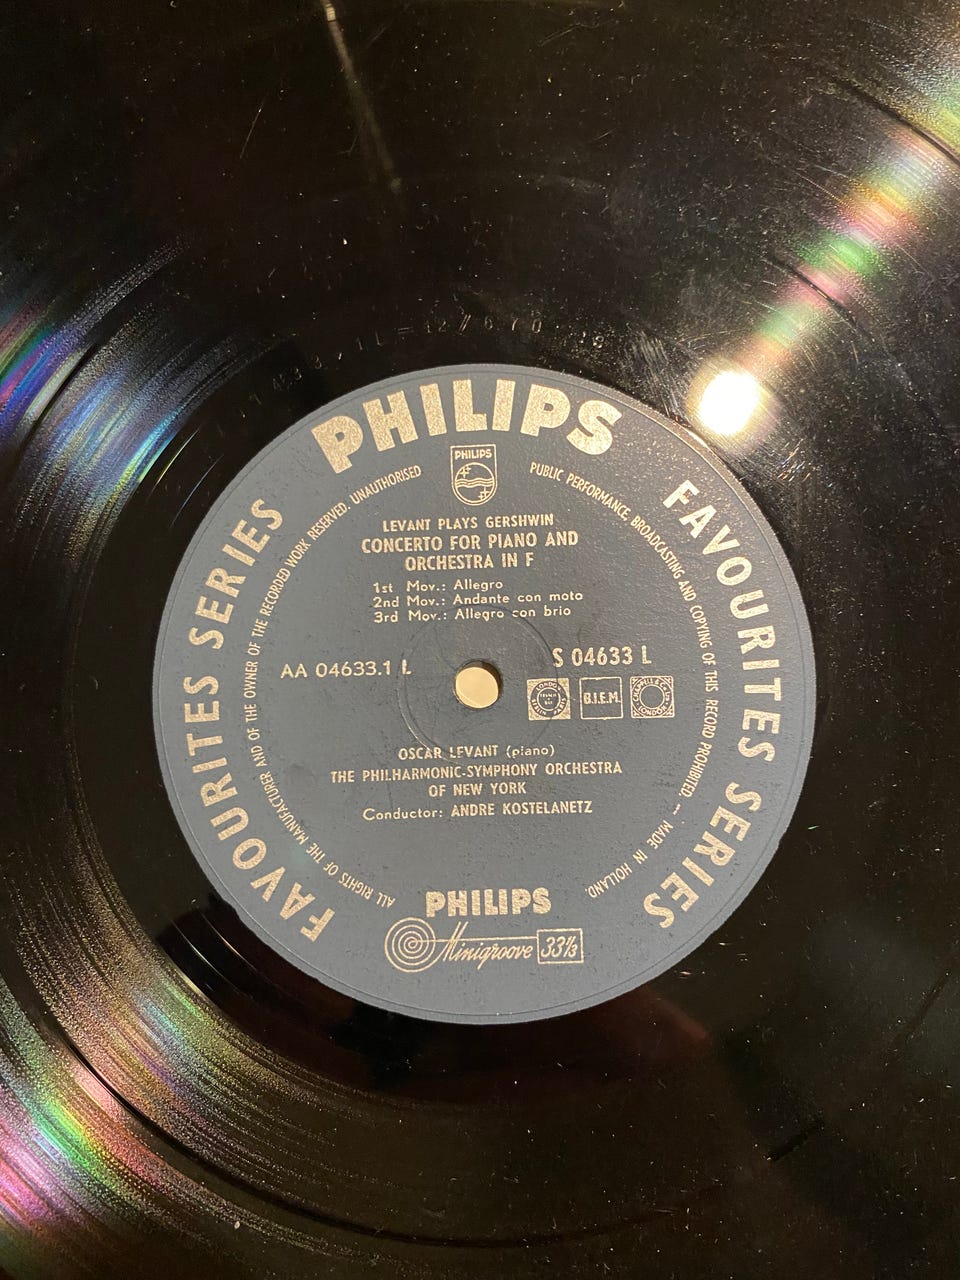 PHILIPS
FAVOURITES SERIES
FAVOURITES SERIES
ALL RIGHTS OF THE MANUFACTURER AND OF THE OWNER OF THE RECORDED WORK RESERVED. UNAUTHORISED
PUBLIC PERFORMANCE, BROADCASTING AND COPYING OF THIS RECORD PROHIBITED. — MADE IN HOLLAND.
PHILIPS
LEVANT PLAYS GERSHWIN
CONCERTO FOR PIANO AND
ORCHESTRA IN F
1st Mov.: Allegro
2nd Mov.: Andante con moto
3rd Mov.: Allegro con brio
AA 04633.1 L
S 04633 L
B.I.E.M.
LONDON
OSCAR LEVANT (piano)
THE PHILHARMONIC-SYMPHONY ORCHESTRA
OF NEW YORK
Conductor: ANDRE KOSTELANETZ
PHILIPS
Minigroove 33⅓